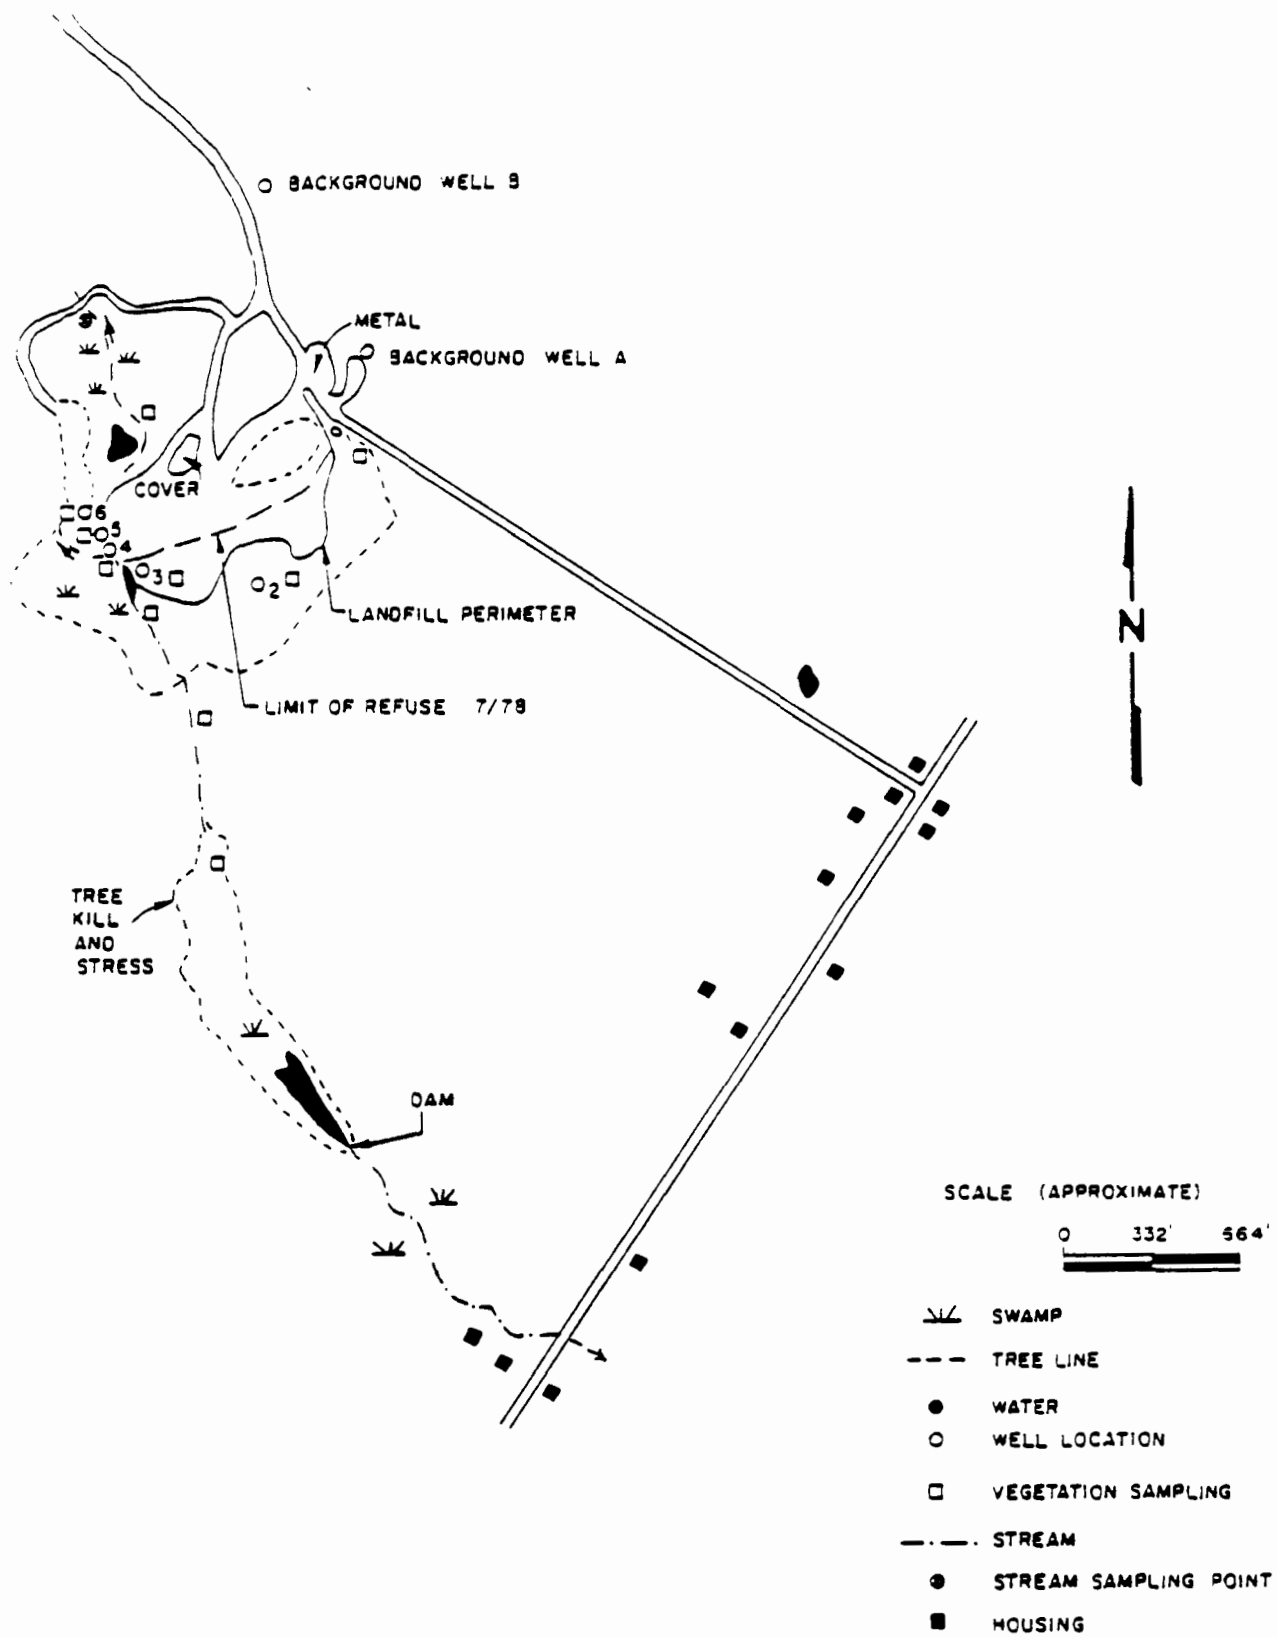 BACKGROUND WELL B
METAL
BACKGROUND WELL A
COVER
6
5
4
3
2
LANDFILL PERIMETER
LIMIT OF REFUSE 7/78
N
TREE
KILL
AND
STRESS
DAM
SCALE (APPROXIMATE)
0 332' 664'
SWAMP
TREE LINE
WATER
WELL LOCATION
VEGETATION SAMPLING
STREAM
STREAM SAMPLING POINT
HOUSING